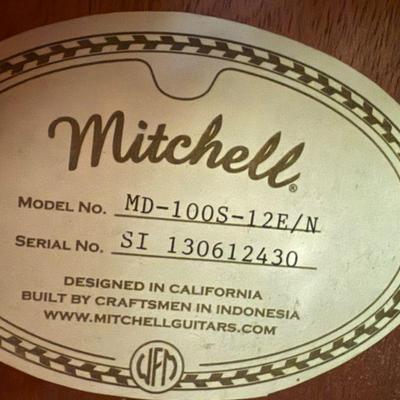 Mitchell®
MODEL NO. MD-100S-12E/N
SERIAL NO. SI 130612430
DESIGNED IN CALIFORNIA
BUILT BY CRAFTSMEN IN INDONESIA
WWW.MITCHELLGUITARS.COM
WFM